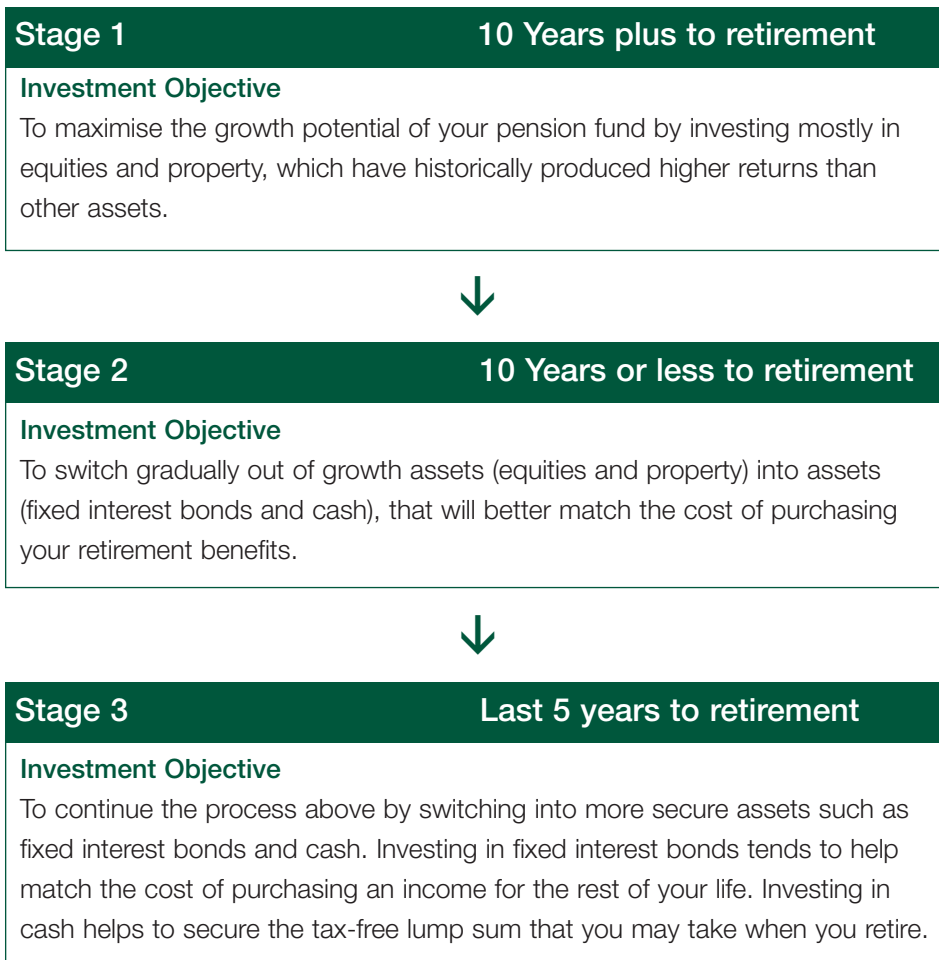 Stage 1 10 Years plus to retirement
Investment Objective
To maximise the growth potential of your pension fund by investing mostly in
equities and property, which have historically produced higher returns than
other assets.
Stage 2 10 Years or less to retirement
Investment Objective
To switch gradually out of growth assets (equities and property) into assets
(fixed interest bonds and cash), that will better match the cost of purchasing
your retirement benefits.
Stage 3 Last 5 years to retirement
Investment Objective
To continue the process above by switching into more secure assets such as
fixed interest bonds and cash. Investing in fixed interest bonds tends to help
match the cost of purchasing an income for the rest of your life. Investing in
cash helps to secure the tax-free lump sum that you may take when you retire.